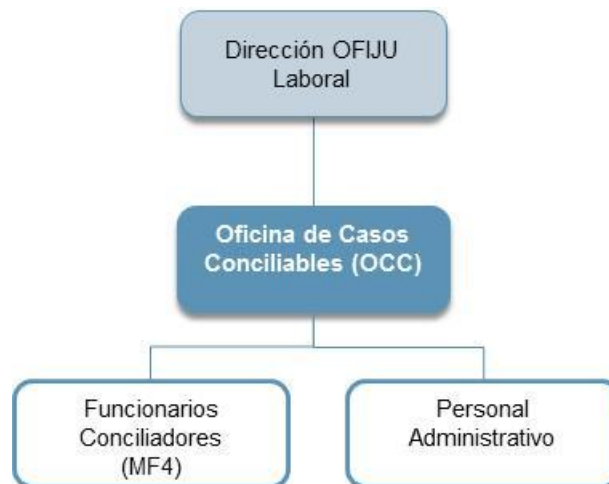 Dirección OFIJU
Laboral
Oficina de Casos
Conciliables (OCC)
Funcionarios
Conciliadores
(MF4)
Personal
Administrativo